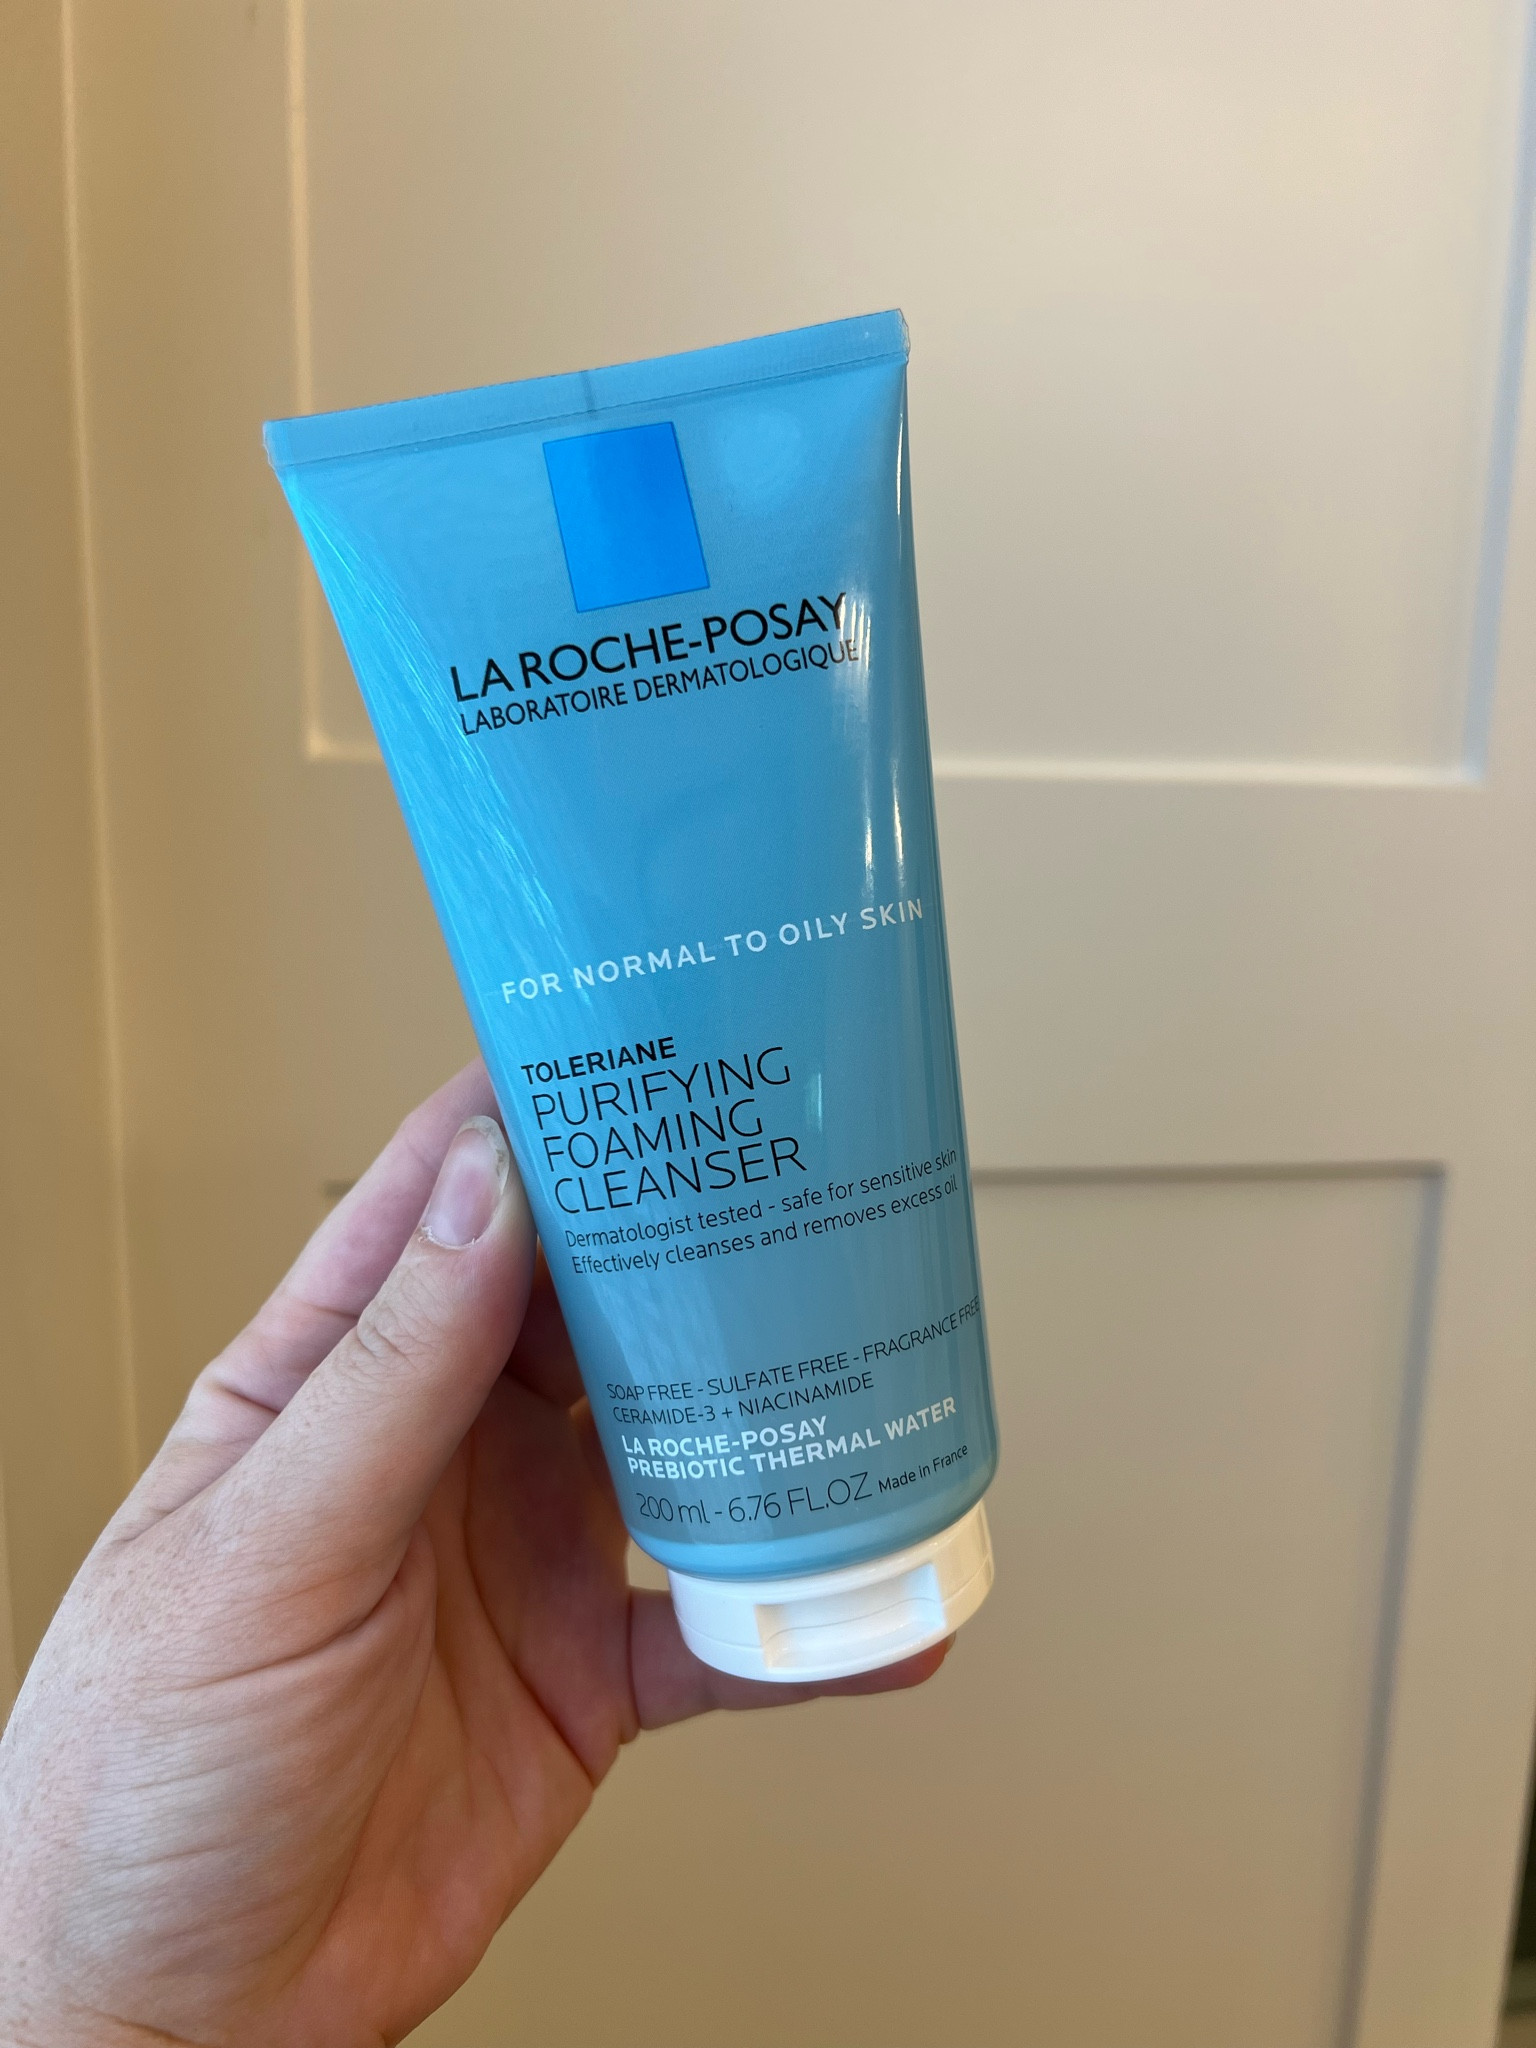 LA ROCHE-POSAY
LABORATOIRE DERMATOLOGIQUE
FOR NORMAL TO OILY SKIN
TOLERIANE
PURIFYING
FOAMING
CLEANSER
Dermatologist tested - safe for sensitive skin
Effectively cleanses and removes excess oil
SOAP FREE - SULFATE FREE - FRAGRANCE FREE
CERAMIDE-3 + NIACINAMIDE
LA ROCHE-POSAY
PREBIOTIC THERMAL WATER
200 ml - 6.76 FL.OZ Made in France